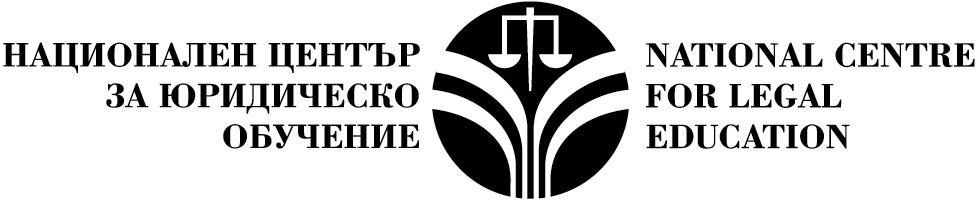 НАЦИОНАЛЕН ЦЕНТЪР
ЗА ЮРИДИЧЕСКО
ОБУЧЕНИЕ
NATIONAL CENTRE
FOR LEGAL
EDUCATION